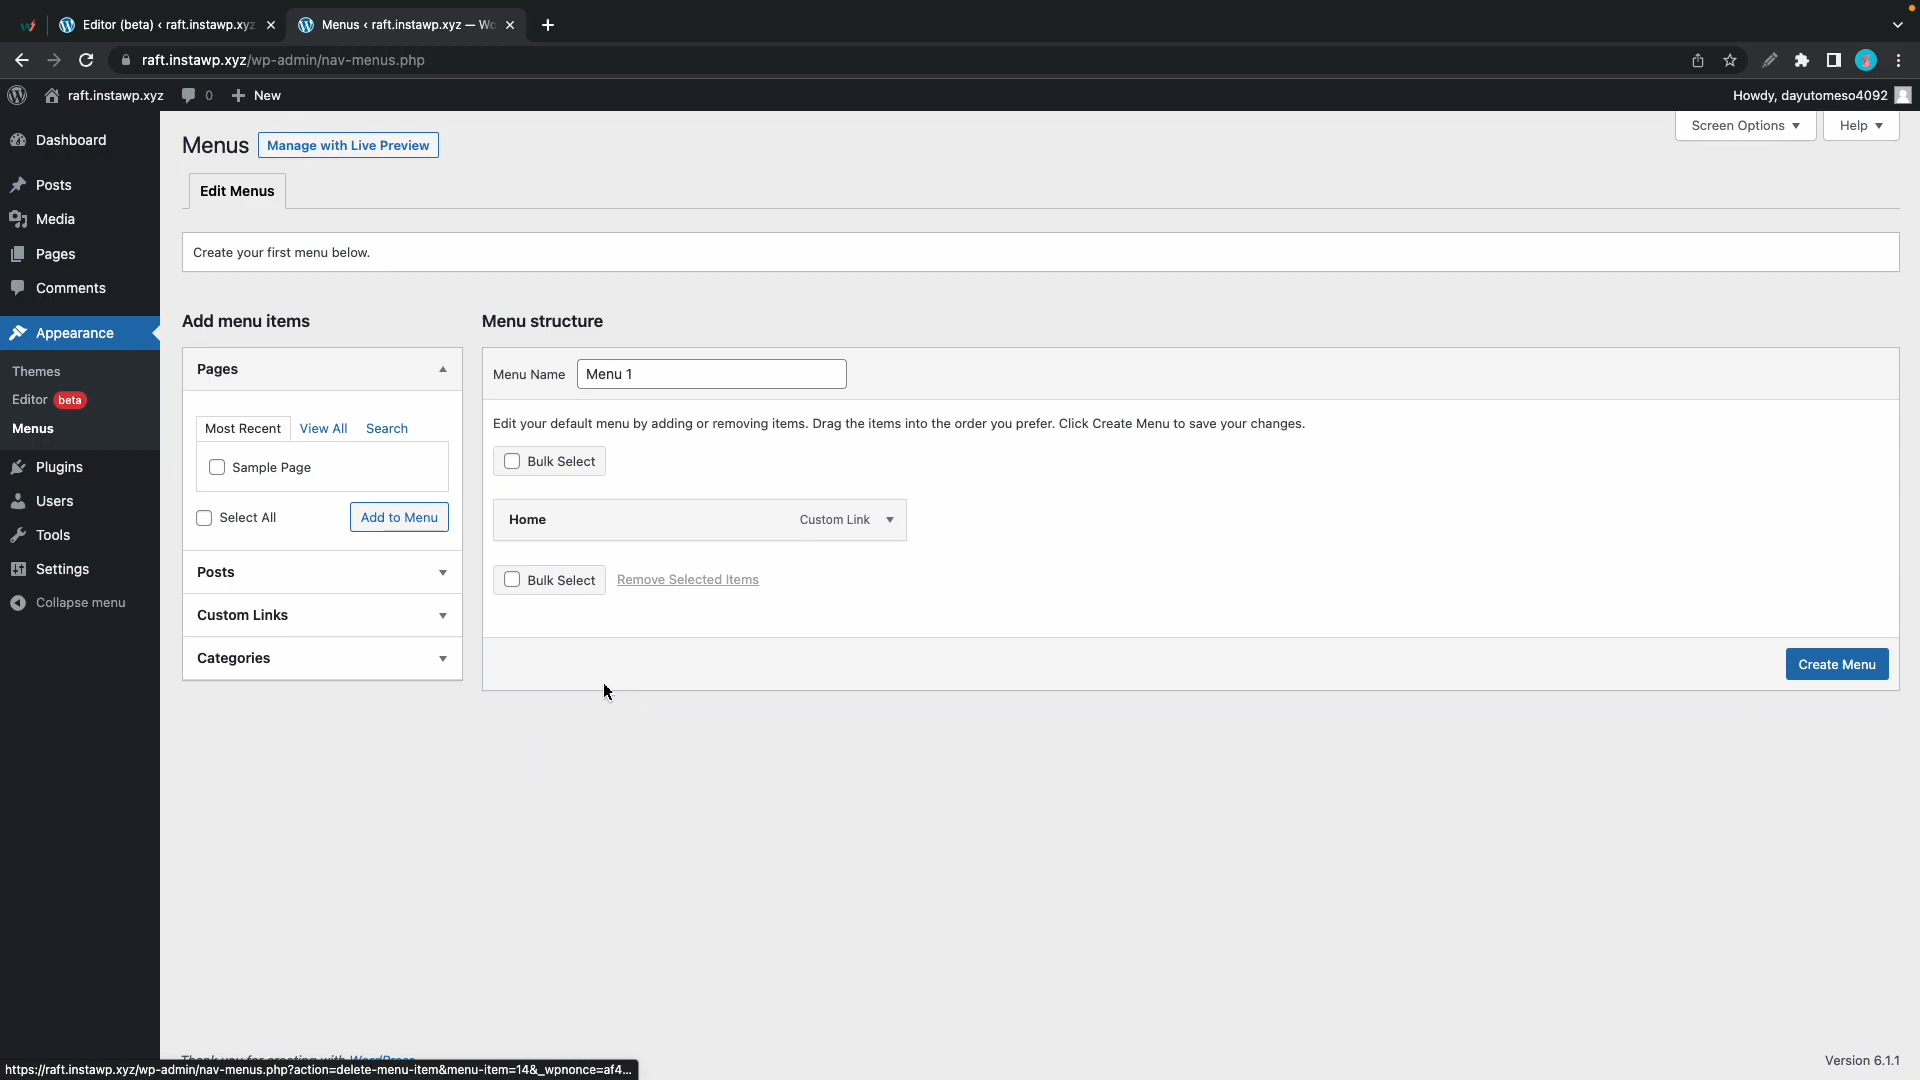 Editor (beta) ‹ raft.instawp.xyz
Menus ‹ raft.instawp.xyz — Wo
raft.instawp.xyz/wp-admin/nav-menus.php
raft.instawp.xyz
0
New
Howdy, dayutomeso4092
Dashboard
Posts
Media
Pages
Comments
Appearance
Themes
Editor beta
Menus
Plugins
Users
Tools
Settings
Collapse menu
Menus
Manage with Live Preview
Screen Options
Help
Edit Menus
Create your first menu below.
Add menu items
Pages
Most Recent
View All
Search
Sample Page
Select All
Add to Menu
Posts
Custom Links
Categories
Menu structure
Menu Name
Menu 1
Edit your default menu by adding or removing items. Drag the items into the order you prefer. Click Create Menu to save your changes.
Bulk Select
Home
Custom Link
Bulk Select
Remove Selected Items
Create Menu
Thank you for creating with WordPress
Version 6.1.1
https://raft.instawp.xyz/wp-admin/nav-menus.php?action=delete-menu-item&menu-item=14&_wpnonce=af4...